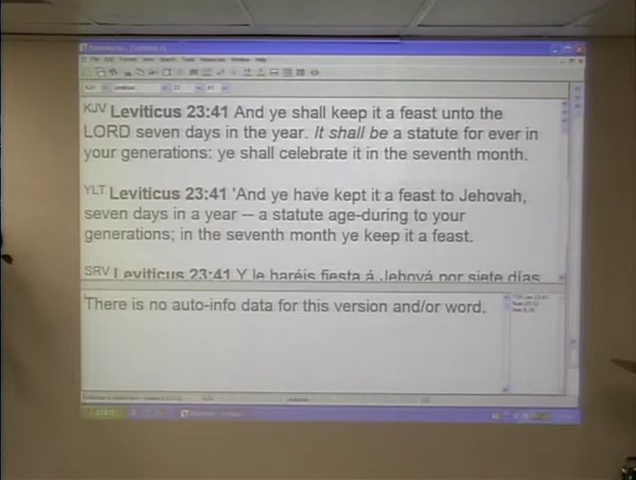 KJV Leviticus 23:41 And ye shall keep it a feast unto the
LORD seven days in the year. It shall be a statute for ever in
your generations: ye shall celebrate it in the seventh month.
YLT Leviticus 23:41 'And ye have kept it a feast to Jehovah,
seven days in a year -- a statute age-during to your
generations; in the seventh month ye keep it a feast.
SRV Leviticus 23:41 Y le haréis fiesta á Jehová por siete días
There is no auto-info data for this version and/or word.